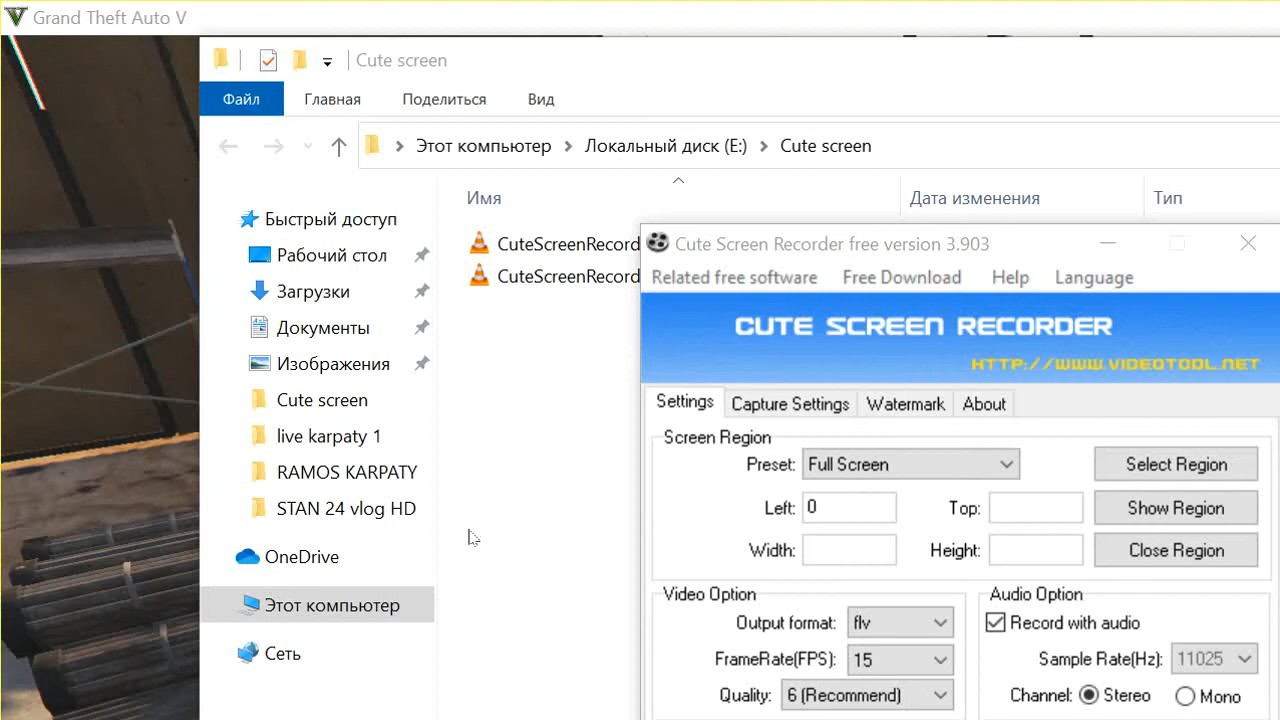 Grand Theft Auto V
Cute screen
Файл Главная Поделиться Вид
Этот компьютер Локальный диск (E:) Cute screen
Имя Дата изменения Тип
Быстрый доступ
Рабочий стол
Загрузки
Документы
Изображения
Cute screen
live karpaty 1
RAMOS KARPATY
STAN 24 vlog HD
OneDrive
Этот компьютер
Сеть
CuteScreenRecord
CuteScreenRecord
Cute Screen Recorder free version 3.903
Related free software Free Download Help Language
CUTE SCREEN RECORDER
HTTP://WWW.VIDEOTOOL.NET
Settings Capture Settings Watermark About
Screen Region
Preset: Full Screen Select Region
Left: 0 Top: Show Region
Width: Height: Close Region
Video Option
Output format: flv
FrameRate(FPS): 15
Quality: 6 (Recommend)
Audio Option
Record with audio
Sample Rate(Hz): 11025
Channel: Stereo Mono